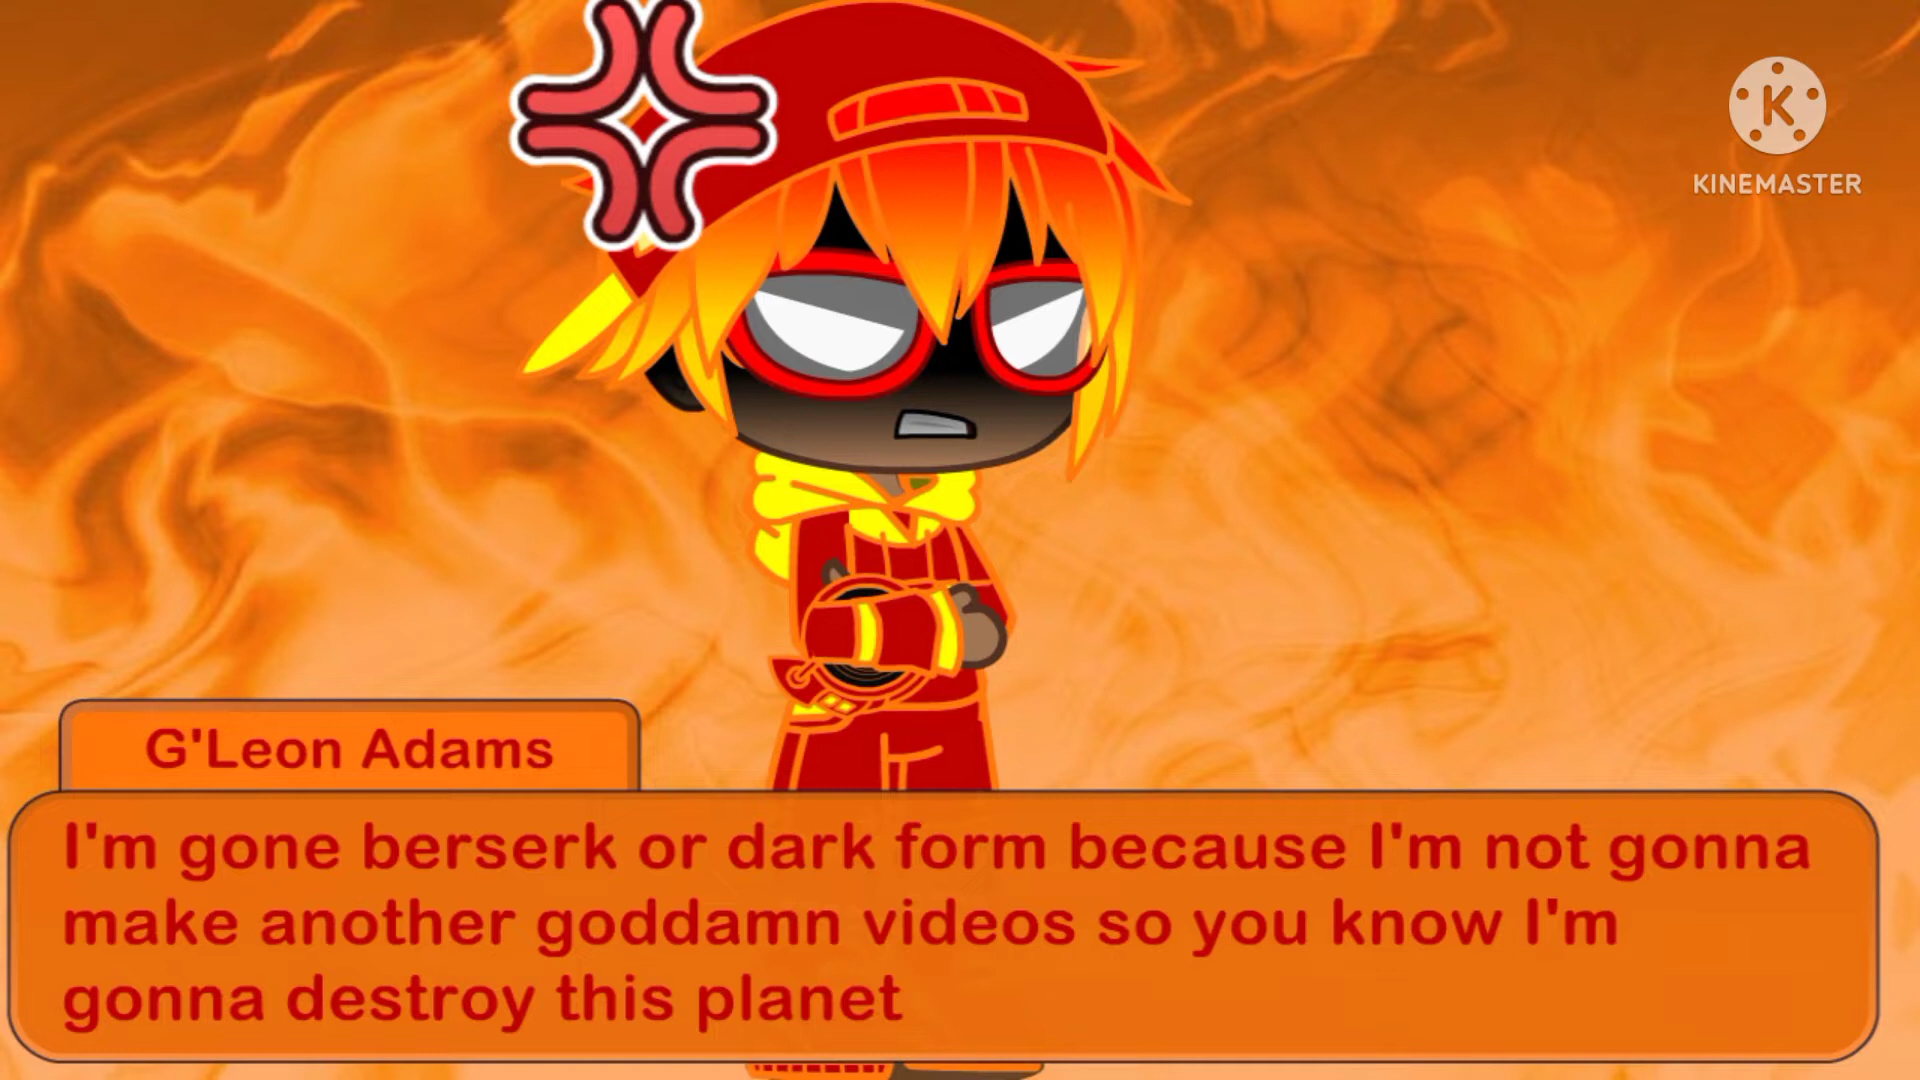 KINEMASTER
G'Leon Adams
I'm gone berserk or dark form because I'm not gonna
make another goddamn videos so you know I'm
gonna destroy this planet